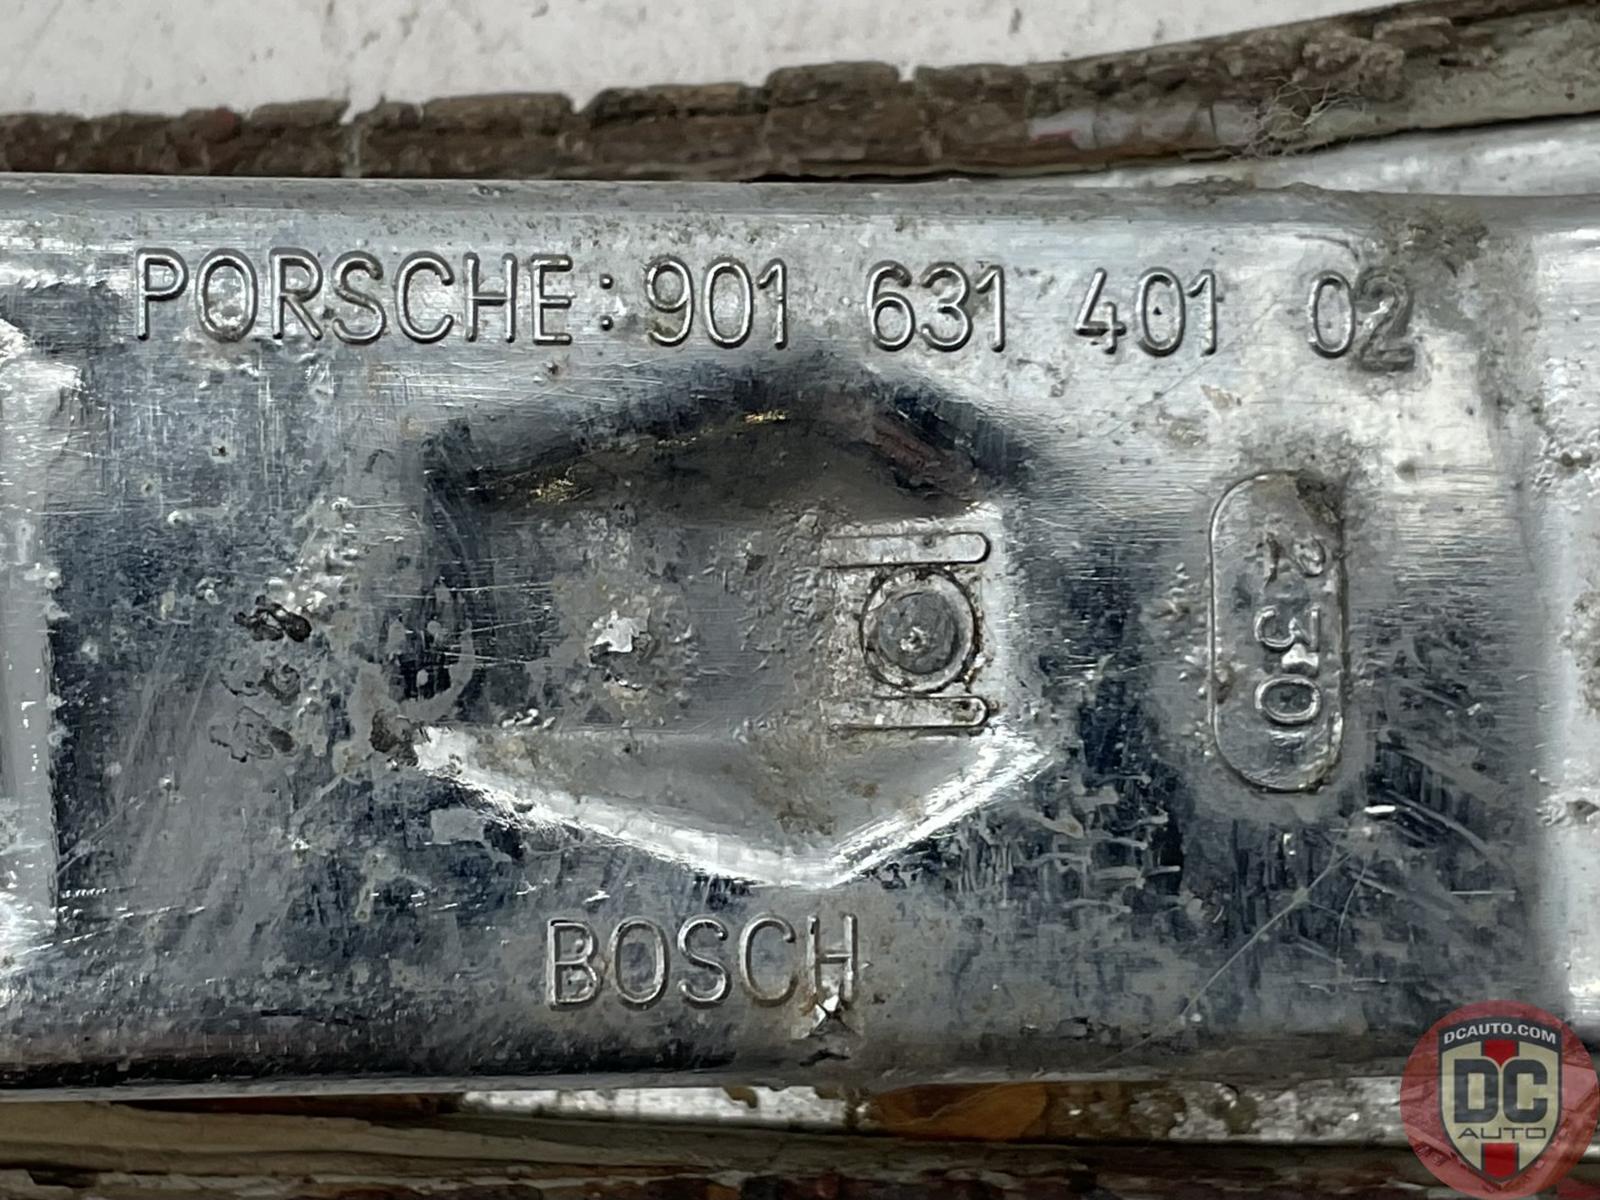 PORSCHE: 901 631 401 02
230
BOSCH
DCAUTO.COM
DC
AUTO